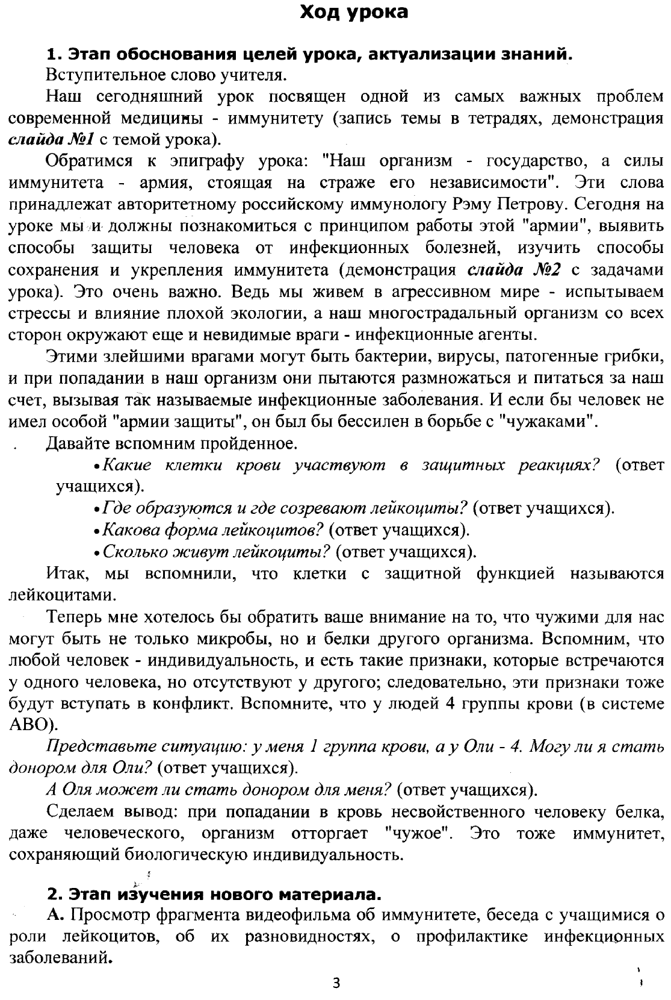 Ход урока
1. Этап обоснования целей урока, актуализации знаний.
Вступительное слово учителя.
Наш сегодняшний урок посвящен одной из самых важных проблем
современной медицины - иммунитету (запись темы в тетрадях, демонстрация
слайда №1 с темой урока).
Обратимся к эпиграфу урока: "Наш организм - государство, а силы
иммунитета - армия, стоящая на страже его независимости". Эти слова
принадлежат авторитетному российскому иммунологу Рэму Петрову. Сегодня на
уроке мы и должны познакомиться с принципом работы этой "армии", выявить
способы защиты человека от инфекционных болезней, изучить способы
сохранения и укрепления иммунитета (демонстрация слайда №2 с задачами
урока). Это очень важно. Ведь мы живем в агрессивном мире - испытываем
стрессы и влияние плохой экологии, а наш многострадальный организм со всех
сторон окружают еще и невидимые враги - инфекционные агенты.
Этими злейшими врагами могут быть бактерии, вирусы, патогенные грибки,
и при попадании в наш организм они пытаются размножаться и питаться за наш
счет, вызывая так называемые инфекционные заболевания. И если бы человек не
имел особой "армии защиты", он был бы бессилен в борьбе с "чужаками".
Давайте вспомним пройденное.
•Какие клетки крови участвуют в защитных реакциях? (ответ
учащихся).
•Где образуются и где созревают лейкоциты? (ответ учащихся).
•Какова форма лейкоцитов? (ответ учащихся).
•Сколько живут лейкоциты? (ответ учащихся).
Итак, мы вспомнили, что клетки с защитной функцией называются
лейкоцитами.
Теперь мне хотелось бы обратить ваше внимание на то, что чужими для нас
могут быть не только микробы, но и белки другого организма. Вспомним, что
любой человек - индивидуальность, и есть такие признаки, которые встречаются
у одного человека, но отсутствуют у другого; следовательно, эти признаки тоже
будут вступать в конфликт. Вспомните, что у людей 4 группы крови (в системе
АВО).
Представьте ситуацию: у меня 1 группа крови, а у Оли - 4. Могу ли я стать
донором для Оли? (ответ учащихся).
А Оля может ли стать донором для меня? (ответ учащихся).
Сделаем вывод: при попадании в кровь несвойственного человеку белка,
даже человеческого, организм отторгает "чужое". Это тоже иммунитет,
сохраняющий биологическую индивидуальность.
2. Этап изучения нового материала.
А. Просмотр фрагмента видеофильма об иммунитете, беседа с учащимися о
роли лейкоцитов, об их разновидностях, о профилактике инфекционных
заболеваний.
3